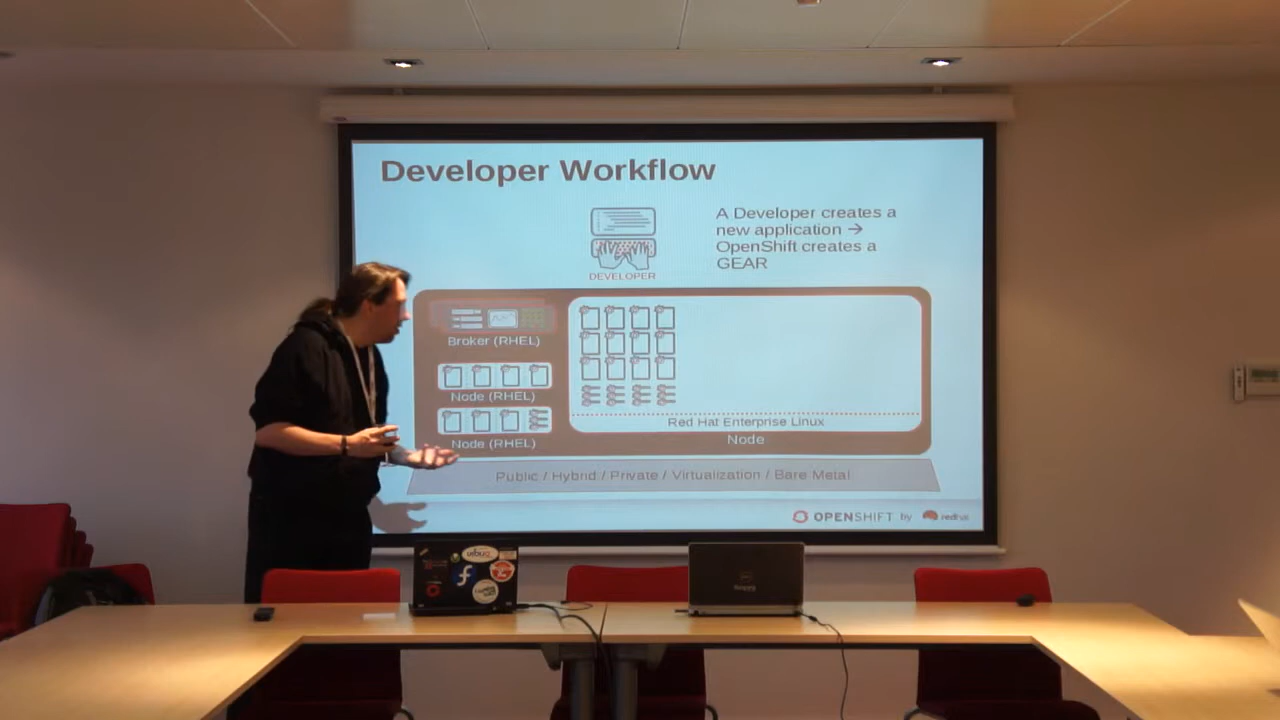 Developer Workflow
A Developer creates a
new application →
OpenShift creates a
GEAR
DEVELOPER
Broker (RHEL)
Node (RHEL)
Node (RHEL)
Red Hat Enterprise Linux
Node
Public / Hybrid / Private / Virtualization / Bare Metal
OPENSHIFT by redhat